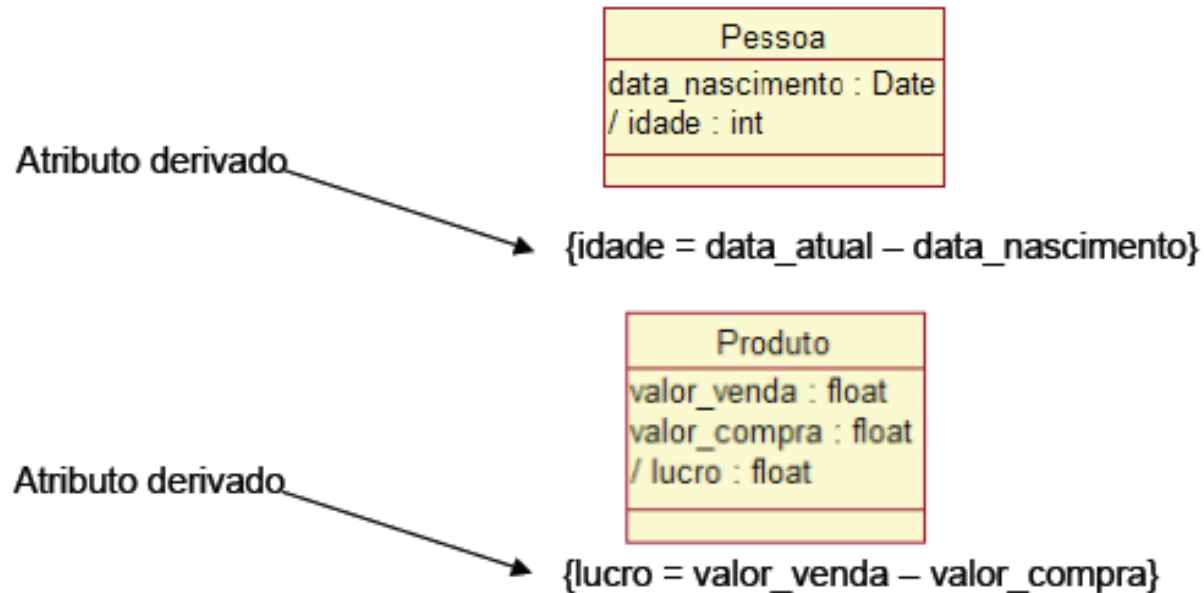 Pessoa
data_nascimento : Date
/ idade : int
Atributo derivado
{idade = data_atual – data_nascimento}
Produto
valor_venda : float
valor_compra : float
/ lucro : float
Atributo derivado
{lucro = valor_venda – valor_compra}